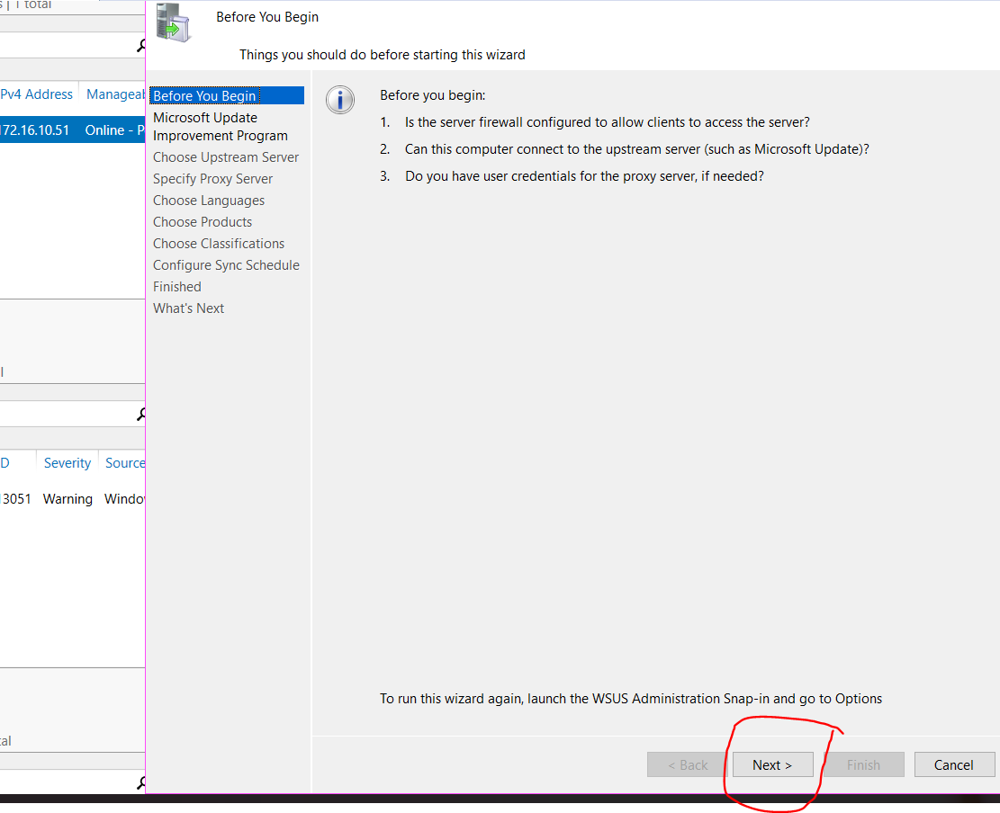 1 total
Before You Begin
Things you should do before starting this wizard
Pv4 Address Manageab
172.16.10.51 Online - P
Before You Begin
Microsoft Update
Improvement Program
Choose Upstream Server
Specify Proxy Server
Choose Languages
Choose Products
Choose Classifications
Configure Sync Schedule
Finished
What's Next
Before you begin:
1. Is the server firewall configured to allow clients to access the server?
2. Can this computer connect to the upstream server (such as Microsoft Update)?
3. Do you have user credentials for the proxy server, if needed?
D Severity Source
13051 Warning Windo
To run this wizard again, launch the WSUS Administration Snap-in and go to Options
< Back Next > Finish Cancel